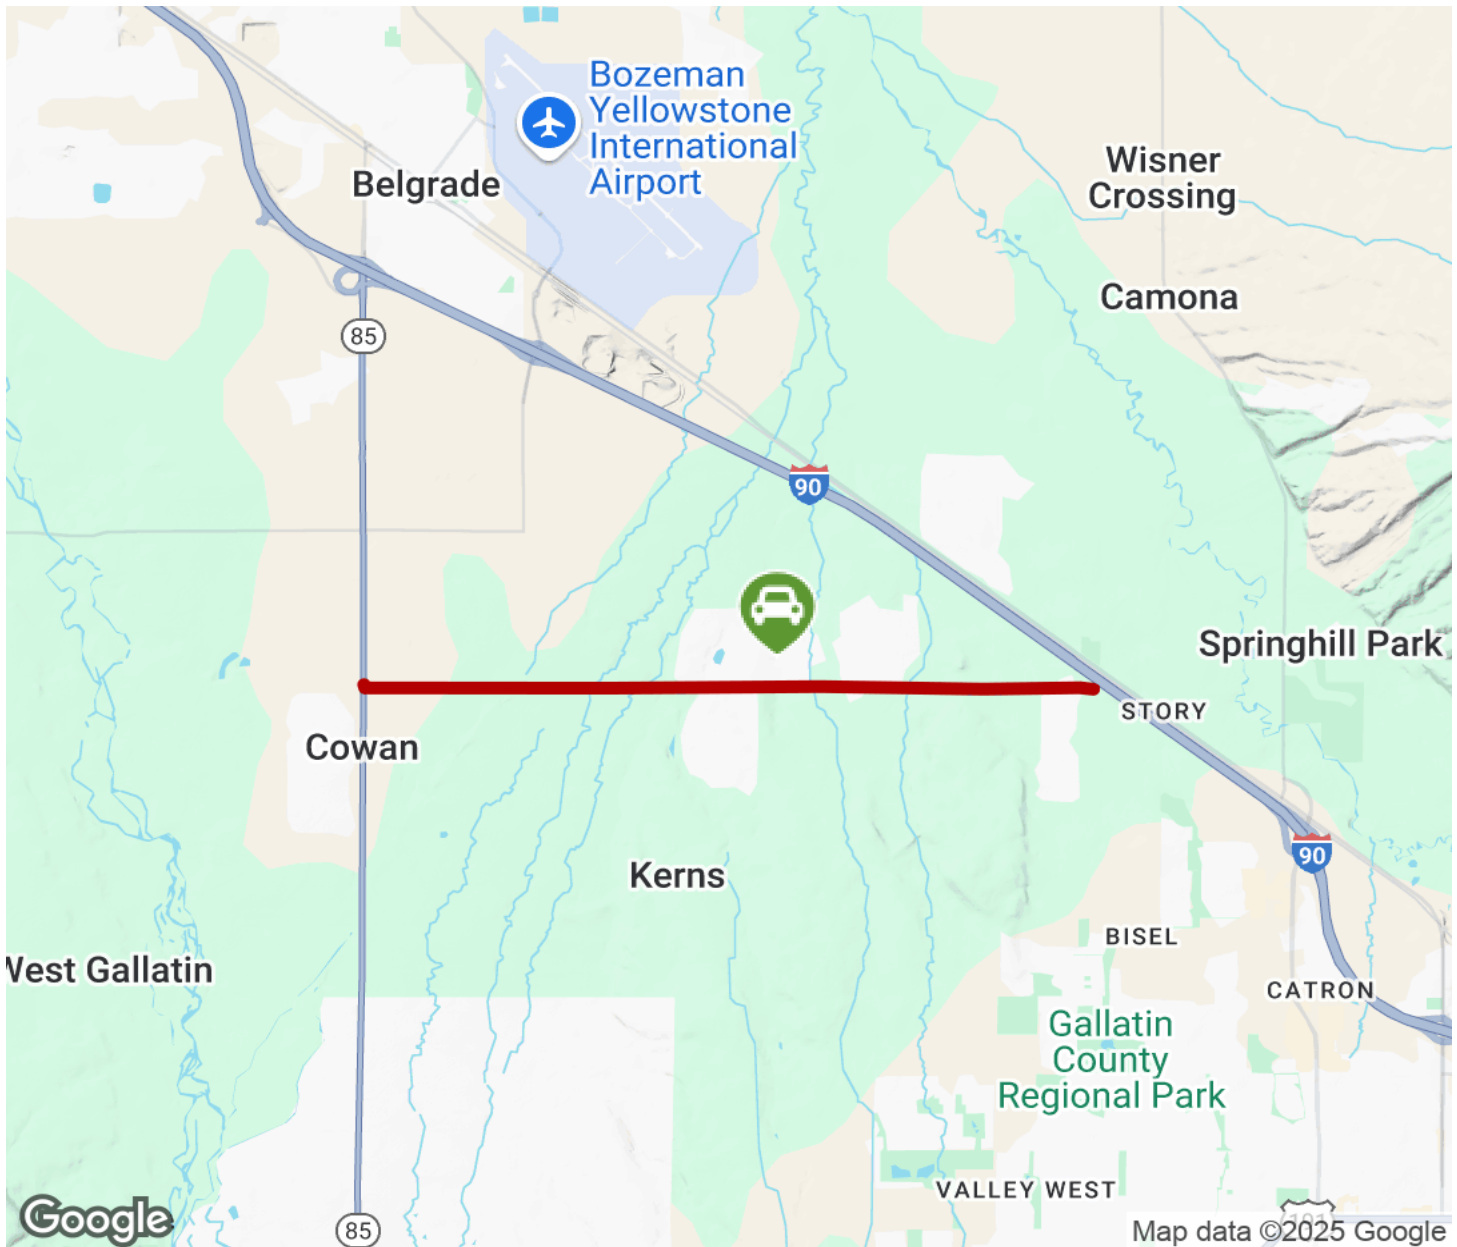 Bozeman
Yellowstone
International
Airport
Belgrade
Wisner
Crossing
Camona
85
90
Springhill Park
STORY
Cowan
90
Kerns
BISEL
West Gallatin
CATRON
Gallatin
County
Regional Park
VALLEY WEST
191
85
Google
Map data ©2025 Google